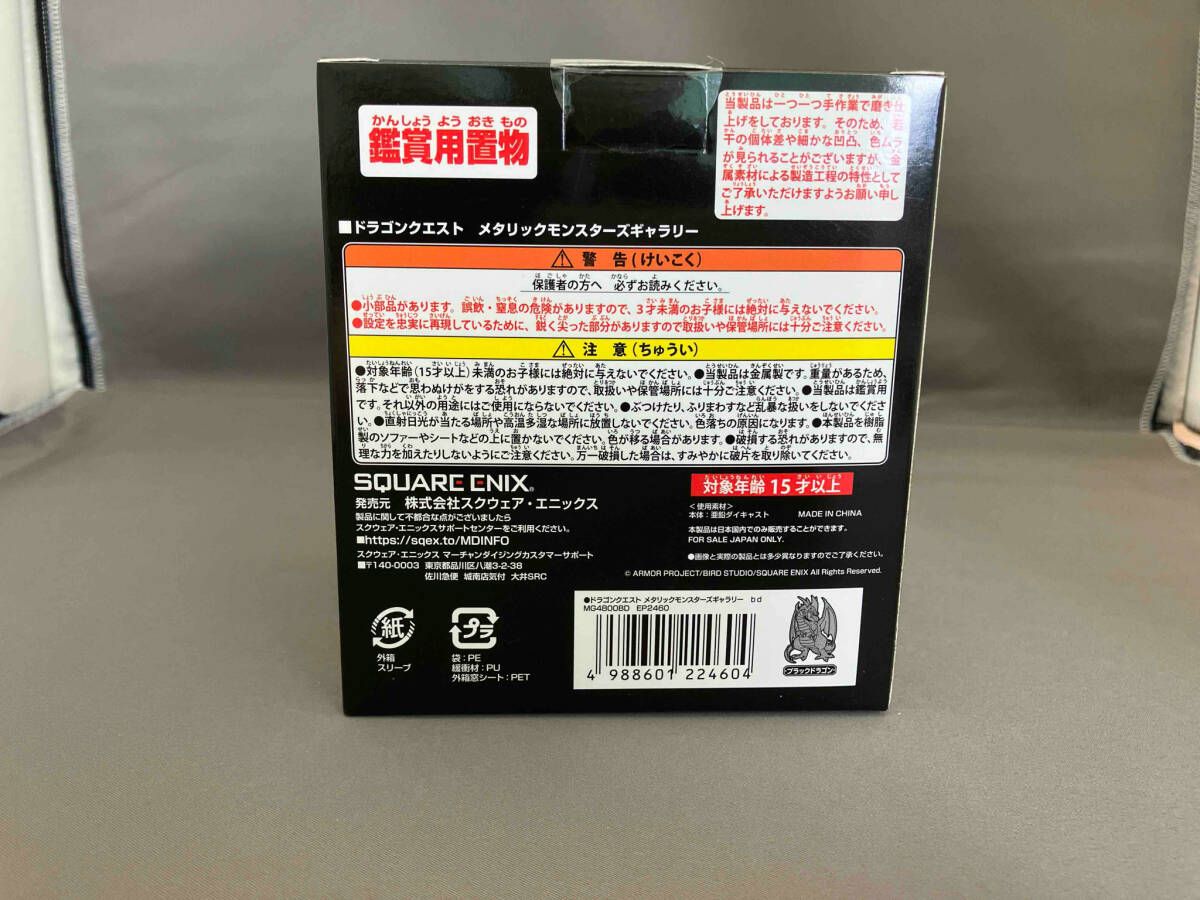 かんしょう よう おき もの
鑑賞用置物
当製品は一つ一つ手作業で磨き仕
上げをしております。そのため、若
干の個体差や細かな凹凸、色ムラ
が見られることがございますが、金
属素材による製造工程の特性として
ご了承いただけますようお願い申し
上げます。
■ドラゴンクエスト メタリックモンスターズギャラリー
⚠警 告(けいこく)
保護者の方へ 必ずお読みください。
●小部品があります。誤飲・窒息の危険がありますので、3才未満のお子様には絶対に与えないでください。
●設定を忠実に再現しているために、鋭く尖った部分がありますので取扱いや保管場所には十分ご注意ください。
⚠注 意(ちゅうい)
●対象年齢(15才以上)未満のお子様には絶対に与えないでください。●当製品は金属製です。重量があるため、
落下などで思わぬけがをする恐れがありますので、取扱いや保管場所には十分ご注意ください。●当製品は鑑賞用
です。それ以外の用途にはご使用にならないでください。●ぶつけたり、ふりまわすなど乱暴な扱いをしないでくださ
い。●直射日光が当たる場所や高温多湿な場所に放置しないでください。色落ちの原因になります。●本製品を樹脂
製のソファーやシートなどの上に置かないでください。色が移る場合があります。●破損する恐れがありますので、無
理な力を加えたりしないようにご注意ください。万一破損した場合は、すみやかに破片を取り除いてください。
SQUARE ENIX®
発売元 株式会社スクウェア・エニックス
製品に関して不都合な点がございましたら
スクウェア・エニックスサポートセンターをご利用ください。
■https://sqex.to/MDINFO
スクウェア・エニックス マーチャンダイジングカスタマーサポート
■〒140-0003 東京都品川区八潮3-2-38
佐川急便 城南店気付 大井SRC
対象年齢 15才以上
<使用素材>
本体：亜鉛ダイキャスト MADE IN CHINA
本製品は日本国内でのみ販売することができます。
FOR SALE JAPAN ONLY.
●画像と実際の製品とは多少異なりますのでご了承ください。
© ARMOR PROJECT/BIRD STUDIO/SQUARE ENIX All Rights Reserved.
紙
外箱
スリーブ
プラ
袋：PE
緩衝材：PU
外箱窓シート：PET
●ドラゴンクエスト メタリックモンスターズギャラリー bd
MG4800BD EP2460
4 988601 224604
ブラックドラゴン